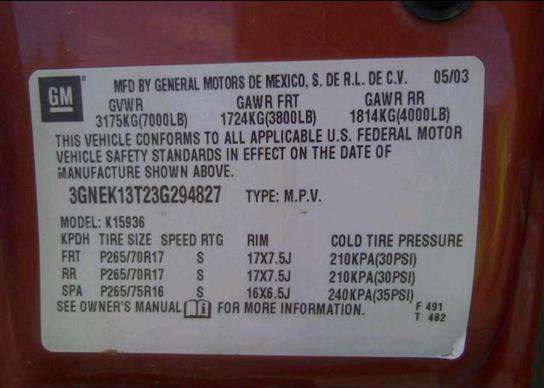 GM MFD BY GENERAL MOTORS DE MEXICO, S. DE R.L. DE C.V. 05/03
GVWR GAWR FRT GAWR RR
3175KG(7000LB) 1724KG(3800LB) 1814KG(4000LB)
THIS VEHICLE CONFORMS TO ALL APPLICABLE U.S. FEDERAL MOTOR
VEHICLE SAFETY STANDARDS IN EFFECT ON THE DATE OF
MANUFACTURE SHOWN ABOVE.
3GNEK13T23G294827 TYPE: M.P.V.
MODEL: K15936
KPDH TIRE SIZE SPEED RTG RIM COLD TIRE PRESSURE
FRT P265/70R17 S 17X7.5J 210KPA(30PSI)
RR P265/70R17 S 17X7.5J 210KPA(30PSI)
SPA P265/75R16 S 16X6.5J 240KPA(35PSI)
SEE OWNER'S MANUAL FOR MORE INFORMATION. F 491
T 482